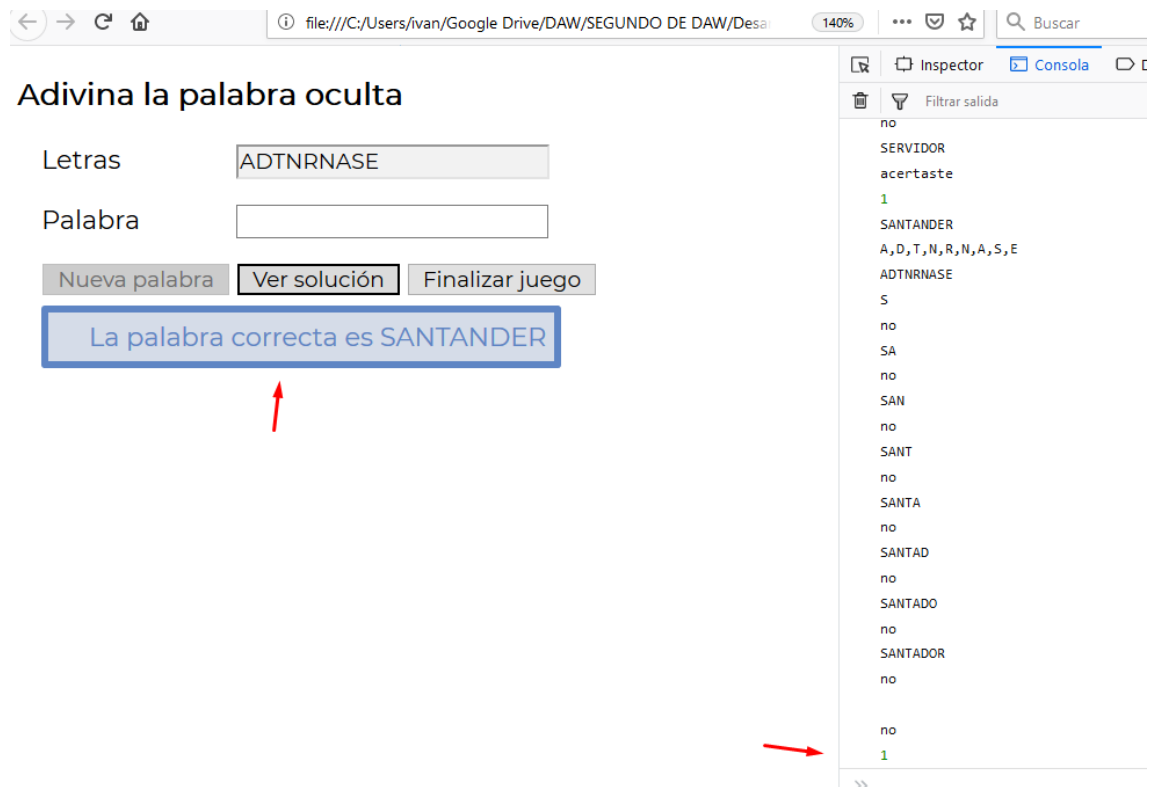 file:///C:/Users/ivan/Google Drive/DAW/SEGUNDO DE DAW/Desa
140%
Buscar
Inspector
Consola
Filtrar salida
Adivina la palabra oculta
Letras
ADTNRNASE
Palabra
Nueva palabra
Ver solución
Finalizar juego
La palabra correcta es SANTANDER
no
SERVIDOR
acertaste
1
SANTANDER
A,D,T,N,R,N,A,S,E
ADTNRNASE
S
no
SA
no
SAN
no
SANT
no
SANTA
no
SANTAD
no
SANTADO
no
SANTADOR
no
no
1